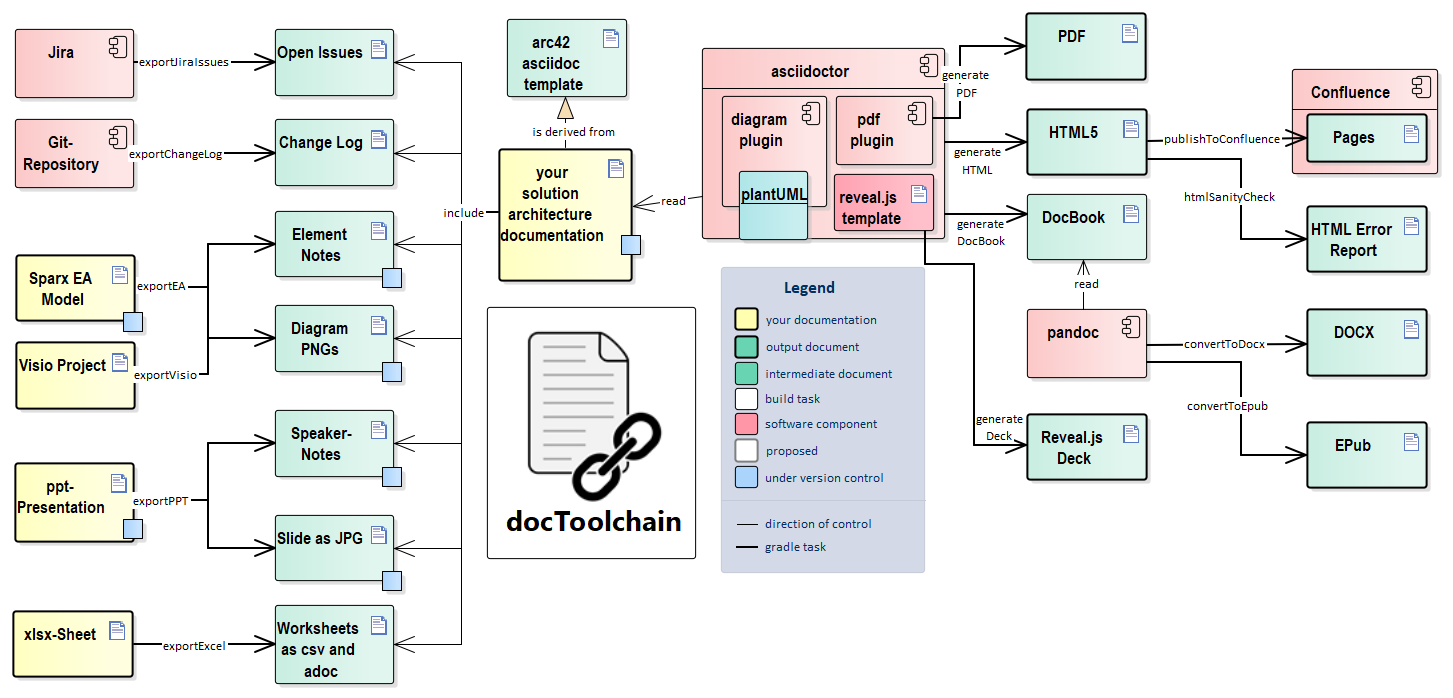 Jira
exportJiraIssues
Open Issues
Git-
Repository
exportChangeLog
Change Log
Sparx EA
Model
exportEA
Element
Notes
Visio Project
exportVisio
Diagram
PNGs
ppt-
Presentation
exportPPT
Speaker-
Notes
Slide as JPG
xlsx-Sheet
exportExcel
Worksheets
as csv and
adoc
include
arc42
asciidoc
template
is derived from
your
solution
architecture
documentation
read
asciidoctor
diagram
plugin
pdf
plugin
plantUML
reveal.js
template
generate
PDF
PDF
generate
HTML
HTML5
generate
DocBook
DocBook
generate
Deck
Reveal.js
Deck
read
pandoc
publishToConfluence
Confluence
Pages
htmlSanityCheck
HTML Error
Report
convertToDocx
DOCX
convertToEpub
EPub
docToolchain
Legend
your documentation
output document
intermediate document
build task
software component
proposed
under version control
direction of control
gradle task